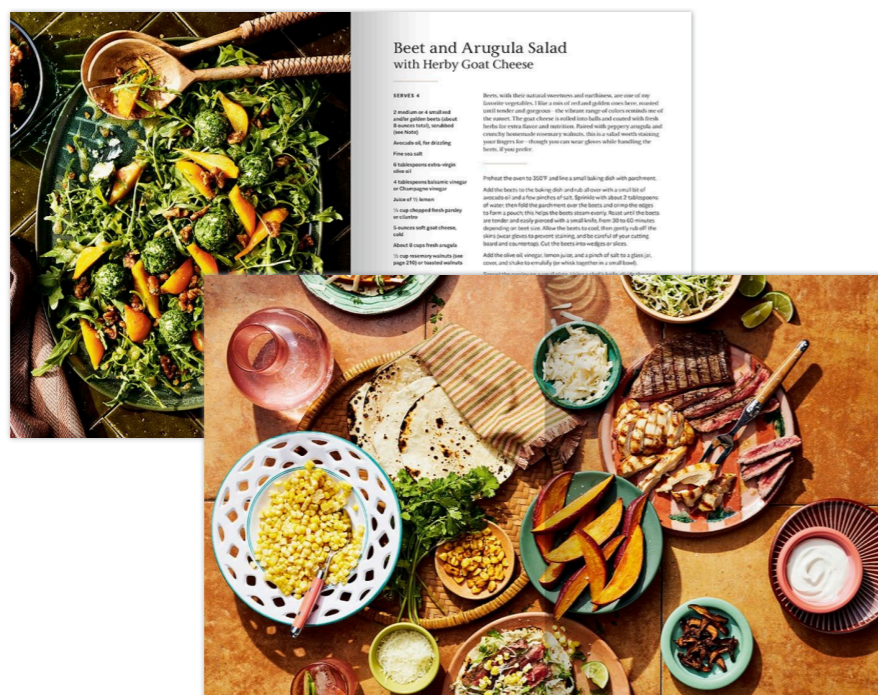 Beet and Arugula Salad
with Herby Goat Cheese
SERVES 4
2 medium or 4 small red
and/or golden beets (about
8 ounces total), scrubbed
(see Note)
Avocado oil, for drizzling
Fine sea salt
6 tablespoons extra-virgin
olive oil
4 tablespoons balsamic vinegar
or Champagne vinegar
Juice of ½ lemon
cup chopped fresh parsley
or cilantro
5 ounces soft goat cheese,
cold
About 8 cups fresh arugula
cup rosemary walnuts (see
page 210) or toasted walnuts
Beets, with their natural sweetness and earthiness, are one of my
favorite vegetables. I like a mix of red and golden ones here, roasted
until tender and gorgeous - the vibrant range of colors reminds me of
the sunset. The goat cheese is rolled into balls and coated with fresh
herbs for extra flavor and nutrition. Paired with peppery arugula and
crunchy homemade rosemary walnuts, this is a salad worth staining
your fingers for - though you can wear gloves while handling the
beets, if you prefer.
Preheat the oven to 350°F and line a small baking dish with parchment.
Add the beets to the baking dish and rub all over with a small bit of
avocado oil and a few pinches of salt. Sprinkle with about 2 tablespoons
of water, then fold the parchment over the beets and crimp the edges
to form a pouch; this helps the beets steam evenly. Roast until the beets
are tender and easily pierced with a small knife, from 30 to 60 minutes
depending on beet size. Allow the beets to cool, then gently rub off the
skins (wear gloves to prevent staining, and be careful of your cutting
board and countertops). Cut the beets into wedges or slices.
Add the olive oil, vinegar, lemon juice, and a pinch of salt to a glass jar,
cover, and shake to emulsify (or whisk together in a small bowl).